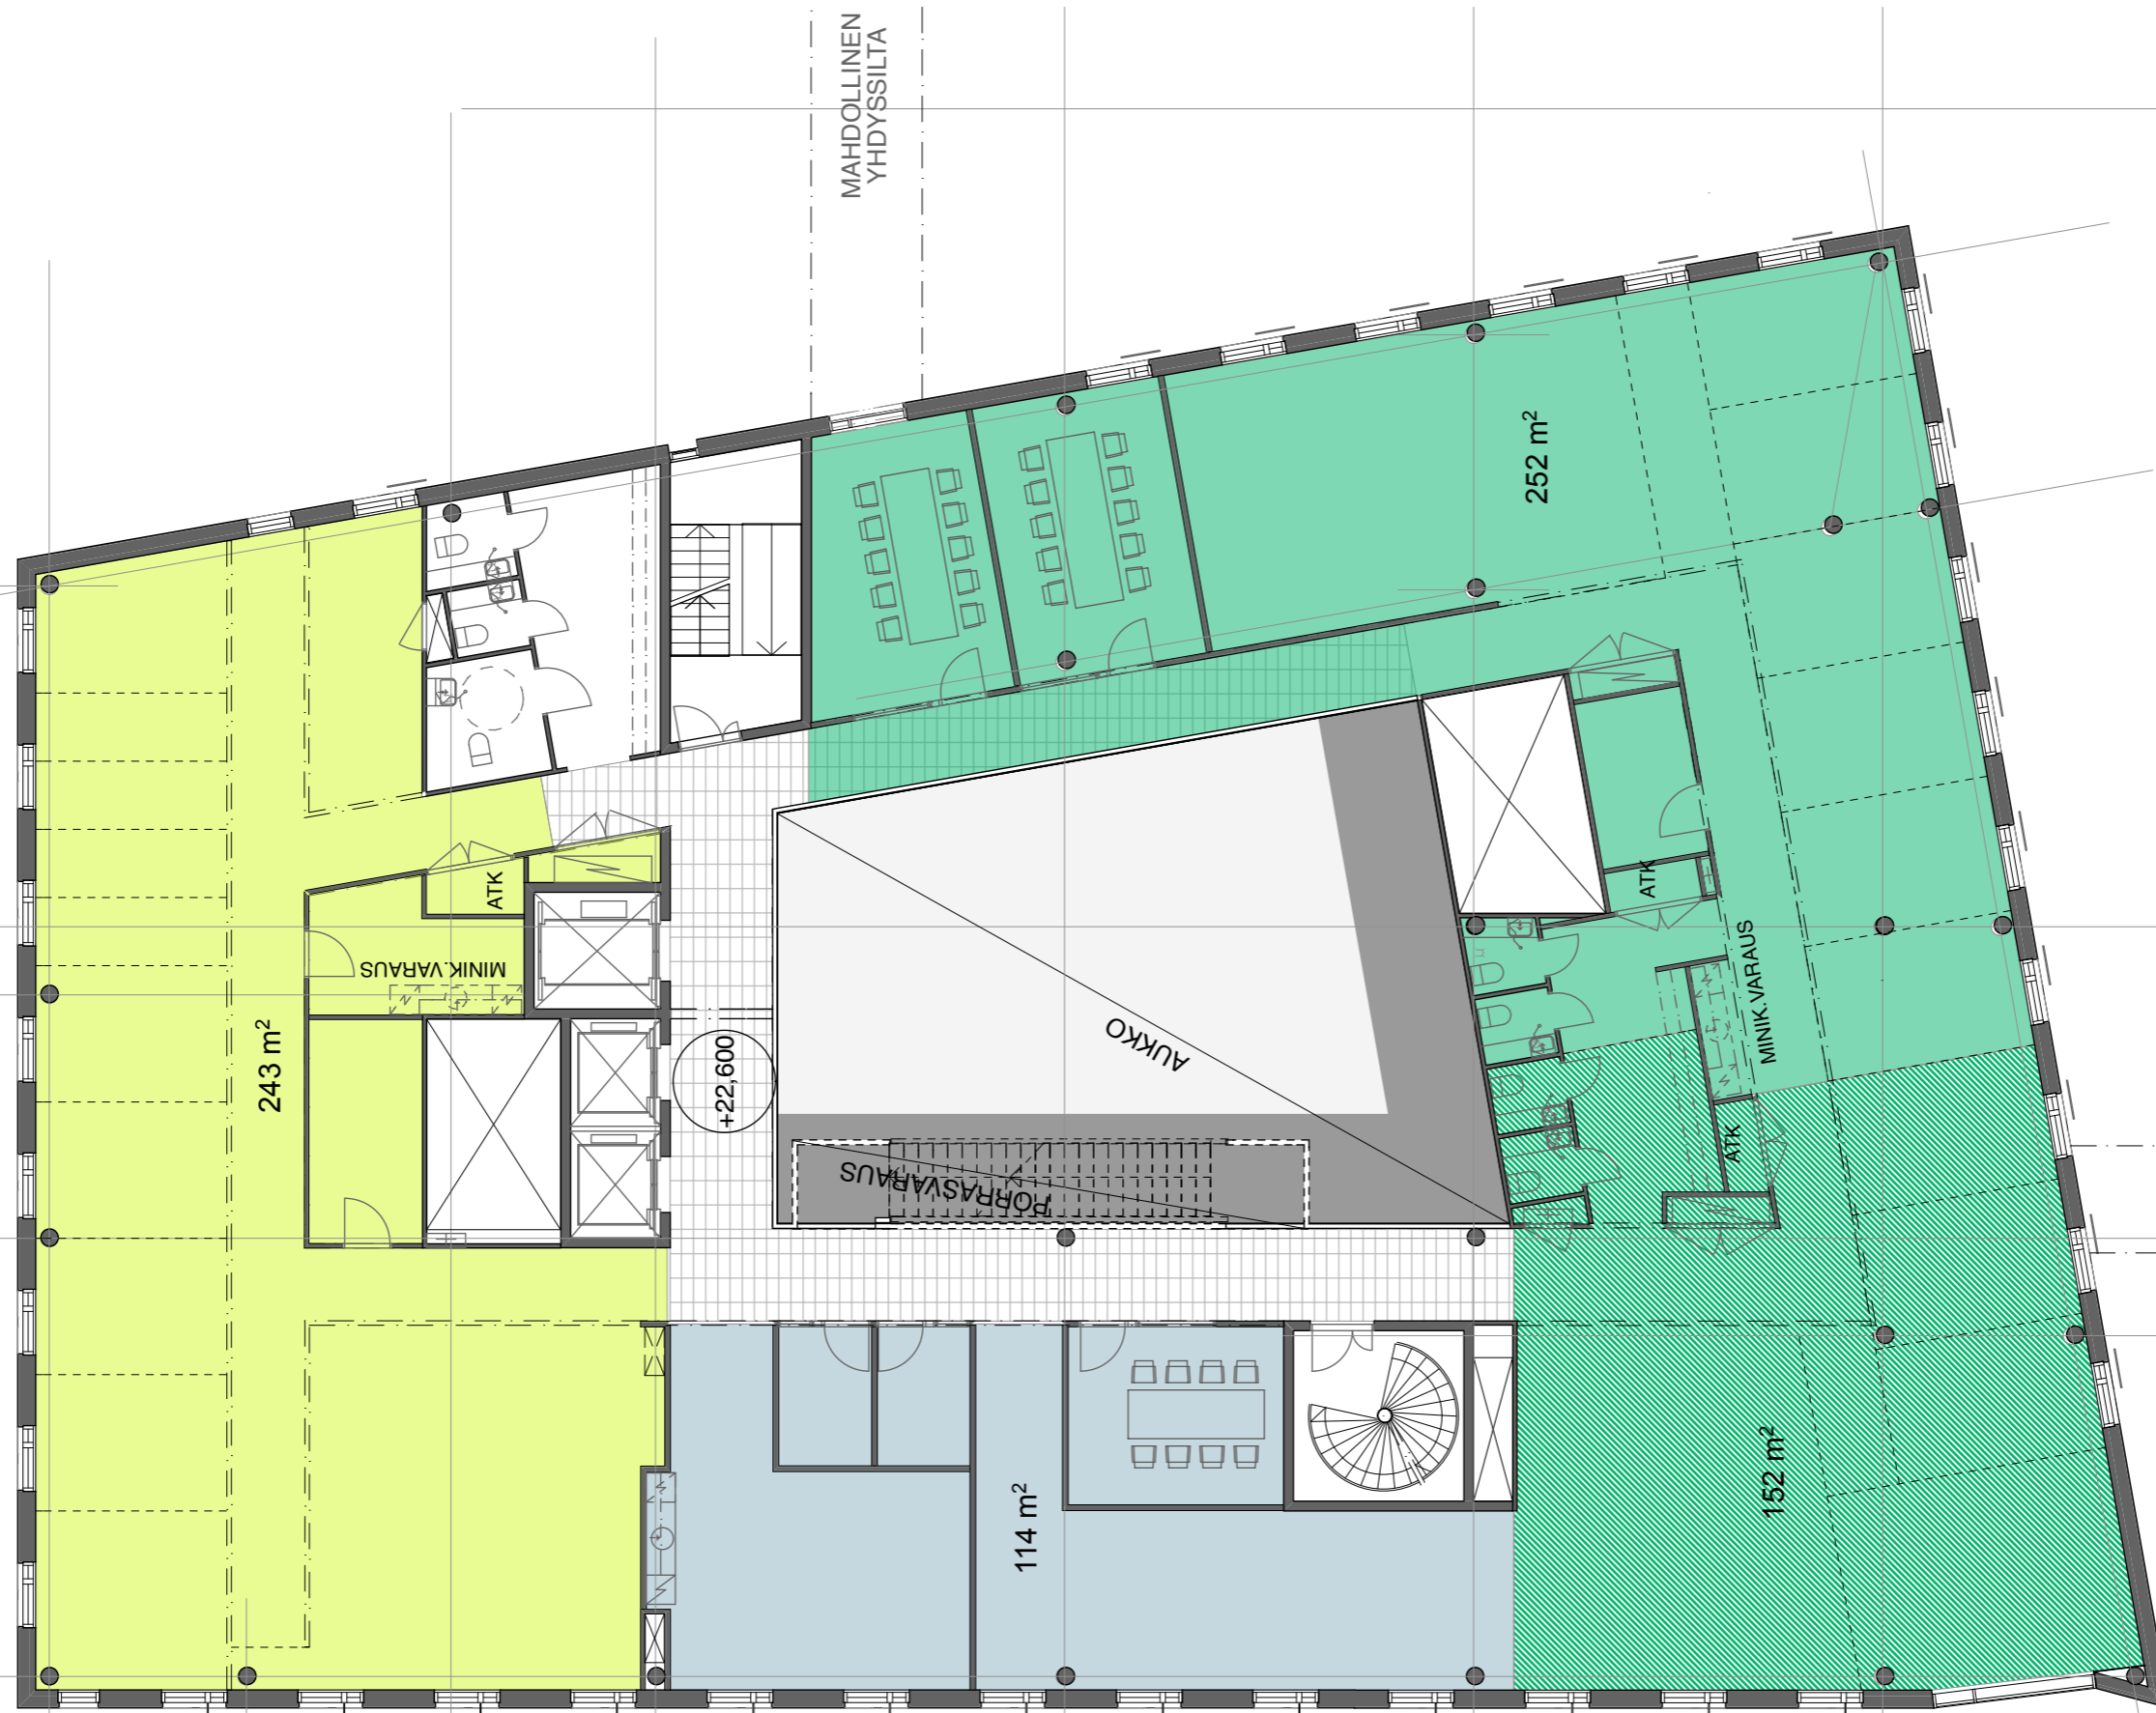 MAHDOLLINEN
YHDYSSILTA
252 m²
ATK
ATK
MINIK.VARAUS
MINIK.VARAUS
243 m²
+22,600
AUKKO
ATK
PORRASVARAUS
114 m²
152 m²